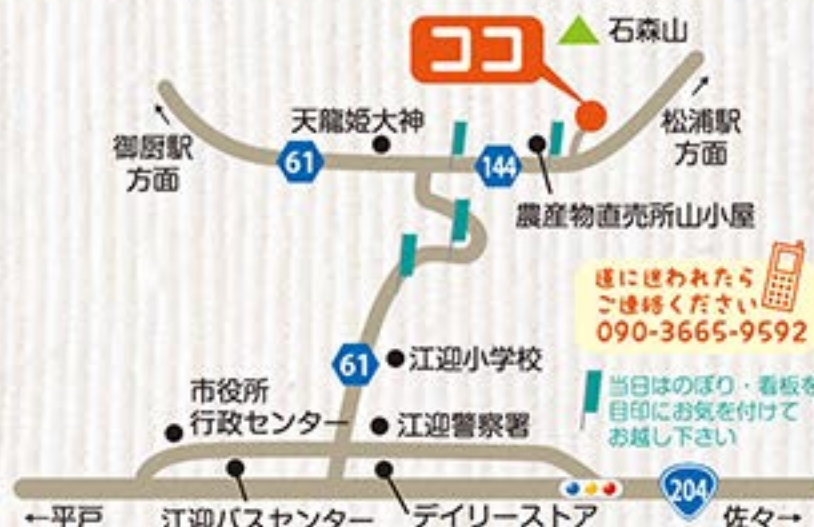 ココ
石森山
天龍姫大神
松浦駅
方面
御厨駅
方面
61
144
農産物直売所山小屋
道に迷われたら
ご連絡ください
090-3665-9592
61
江迎小学校
当日はのぼり・看板を
目印にお気を付けて
お越し下さい
市役所
行政センター
江迎警察署
204
←平戸
江迎バスセンター
デイリーストア
佐々→